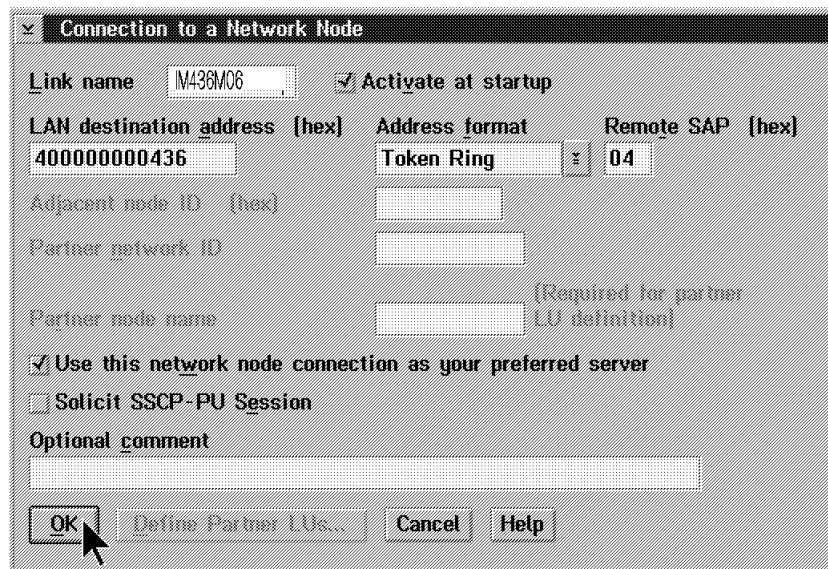 Connection to a Network Node
Link name IM436M06 Activate at startup
LAN destination address (hex) Address format Remote SAP (hex)
400000000436 Token Ring 04
Adjacent node ID (hex)
Partner network ID
Partner node name (Required for partner
LU definition)
Use this network node connection as your preferred server
Solicit SSCP-PU Session
Optional comment
OK Define Partner LUs... Cancel Help